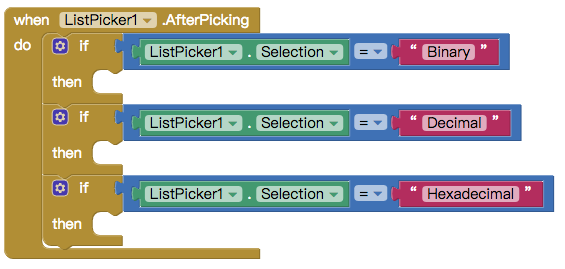 when ListPicker1 .AfterPicking
do if ListPicker1 . Selection = “ Binary ”
then
if ListPicker1 . Selection = “ Decimal ”
then
if ListPicker1 . Selection = “ Hexadecimal ”
then